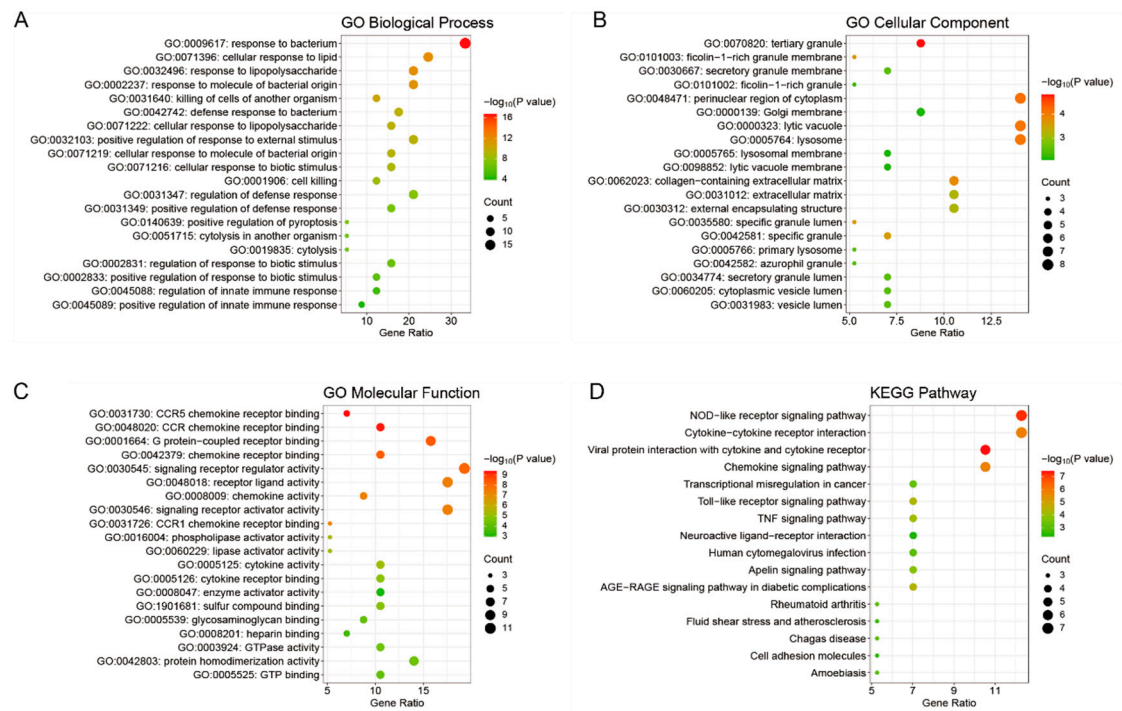 A
GO Biological Process
GO:0009617: response to bacterium
GO:0071396: cellular response to lipid
GO:0032496: response to lipopolysaccharide
GO:0002237: response to molecule of bacterial origin
GO:0031640: killing of cells of another organism
GO:0042742: defense response to bacterium
GO:0071222: cellular response to lipopolysaccharide
GO:0032103: positive regulation of response to external stimulus
GO:0071219: cellular response to molecule of bacterial origin
GO:0071216: cellular response to biotic stimulus
GO:0001906: cell killing
GO:0031347: regulation of defense response
GO:0031349: positive regulation of defense response
GO:0140639: positive regulation of pyroptosis
GO:0051715: cytolysis in another organism
GO:0019835: cytolysis
GO:0002831: regulation of response to biotic stimulus
GO:0002833: positive regulation of response to biotic stimulus
GO:0045088: regulation of innate immune response
GO:0045089: positive regulation of innate immune response
10 20 30
Gene Ratio
−log10(P value)
16
12
8
4
Count
5
10
15
B
GO Cellular Component
GO:0070820: tertiary granule
GO:0101003: ficolin−1−rich granule membrane
GO:0030667: secretory granule membrane
GO:0101002: ficolin−1−rich granule
GO:0048471: perinuclear region of cytoplasm
GO:0000139: Golgi membrane
GO:0000323: lytic vacuole
GO:0005764: lysosome
GO:0005765: lysosomal membrane
GO:0098852: lytic vacuole membrane
GO:0062023: collagen−containing extracellular matrix
GO:0031012: extracellular matrix
GO:0030312: external encapsulating structure
GO:0035580: specific granule lumen
GO:0042581: specific granule
GO:0005766: primary lysosome
GO:0042582: azurophil granule
GO:0034774: secretory granule lumen
GO:0060205: cytoplasmic vesicle lumen
GO:0031983: vesicle lumen
5.0 7.5 10.0 12.5
Gene Ratio
−log10(P value)
4
3
Count
3
4
5
6
7
8
C
GO Molecular Function
GO:0031730: CCR5 chemokine receptor binding
GO:0048020: CCR chemokine receptor binding
GO:0001664: G protein−coupled receptor binding
GO:0042379: chemokine receptor binding
GO:0030545: signaling receptor regulator activity
GO:0048018: receptor ligand activity
GO:0008009: chemokine activity
GO:0030546: signaling receptor activator activity
GO:0031726: CCR1 chemokine receptor binding
GO:0016004: phospholipase activator activity
GO:0060229: lipase activator activity
GO:0005125: cytokine activity
GO:0005126: cytokine receptor binding
GO:0008047: enzyme activator activity
GO:1901681: sulfur compound binding
GO:0005539: glycosaminoglycan binding
GO:0008201: heparin binding
GO:0003924: GTPase activity
GO:0042803: protein homodimerization activity
GO:0005525: GTP binding
5 10 15
Gene Ratio
−log10(P value)
9
8
7
6
5
4
3
Count
3
5
7
9
11
D
KEGG Pathway
NOD−like receptor signaling pathway
Cytokine−cytokine receptor interaction
Viral protein interaction with cytokine and cytokine receptor
Chemokine signaling pathway
Transcriptional misregulation in cancer
Toll−like receptor signaling pathway
TNF signaling pathway
Neuroactive ligand−receptor interaction
Human cytomegalovirus infection
Apelin signaling pathway
AGE−RAGE signaling pathway in diabetic complications
Rheumatoid arthritis
Fluid shear stress and atherosclerosis
Chagas disease
Cell adhesion molecules
Amoebiasis
5 7 9 11
Gene Ratio
−log10(P value)
7
6
5
4
3
Count
3
4
5
6
7